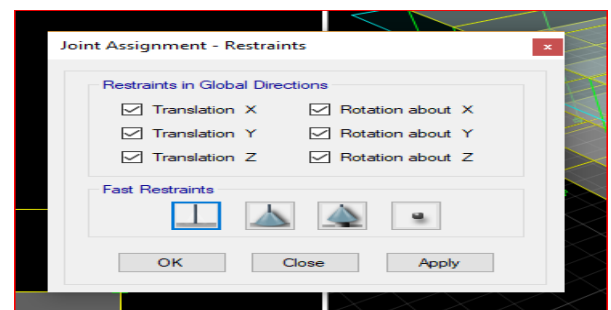 Joint Assignment - Restraints
Restraints in Global Directions
Translation X Rotation about X
Translation Y Rotation about Y
Translation Z Rotation about Z
Fast Restraints
OK Close Apply